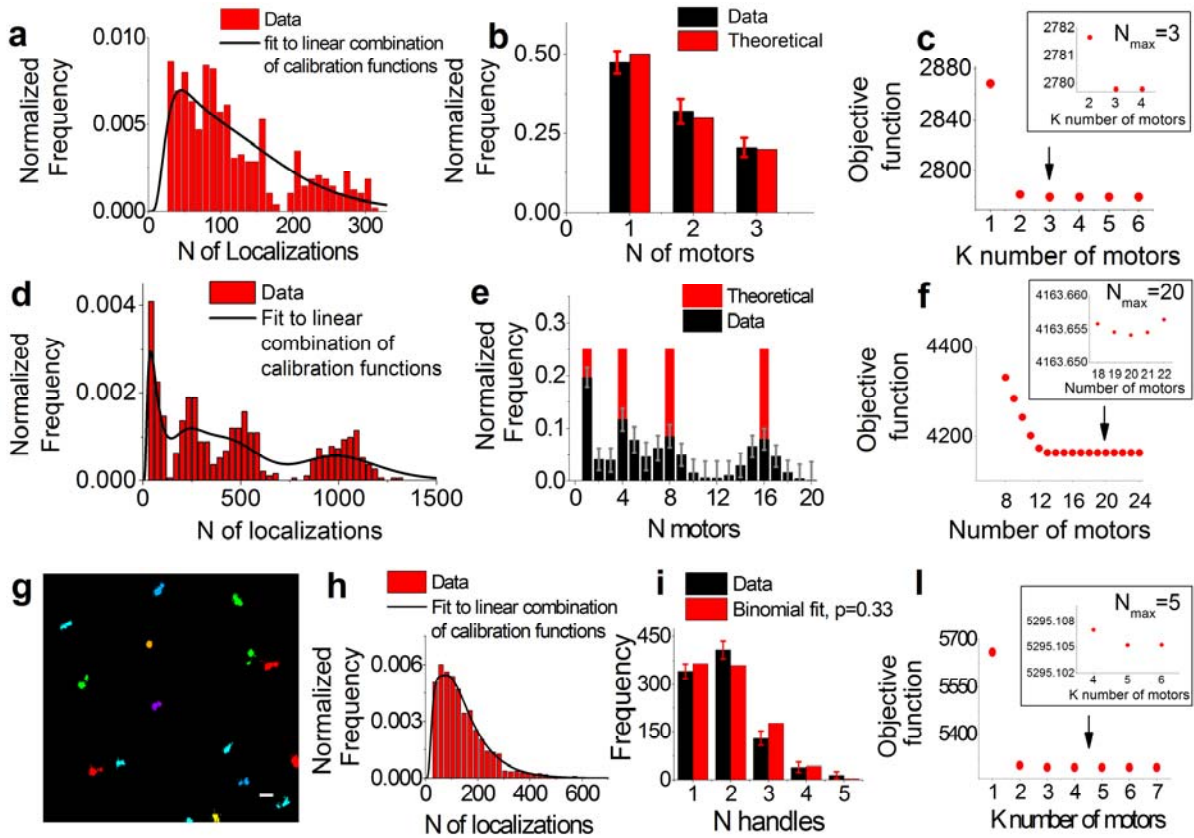 a
Data
fit to linear combination
of calibration functions
Normalized
Frequency
0.010
0.005
0.000
0
100
200
300
N of Localizations
b
Data
Theoretical
Normalized
Frequency
0.50
0.25
0.00
1
2
3
N of motors
c
Objective
function
2880
2840
2800
1 2 3 4 5 6
K number of motors
Nmax=3
2782
2781
2780
2 3 4
K number of motors
d
Data
Fit to linear
combination of
calibration functions
Normalized
Frequency
0.004
0.002
0.000
0
500
1000
1500
N of localizations
e
Theoretical
Data
Normalized
Frequency
0.3
0.2
0.1
0.0
0 4 8 12 16 20
N motors
f
Objective
function
4400
4200
8 12 16 20 24
Number of motors
Nmax=20
4163.660
4163.655
4163.650
18 19 20 21 22
Number of motors
g
h
Data
Fit to linear combination
of calibration functions
Normalized
Frequency
0.006
0.003
0.000
0 200 400 600
N of localizations
i
Data
Binomial fit, p=0.33
Frequency
450
300
150
0
1 2 3 4 5
N handles
l
Objective
function
5700
5550
5400
1 2 3 4 5 6 7
K number of motors
Nmax=5
5295.108
5295.105
5295.102
4 5 6
K number of motors